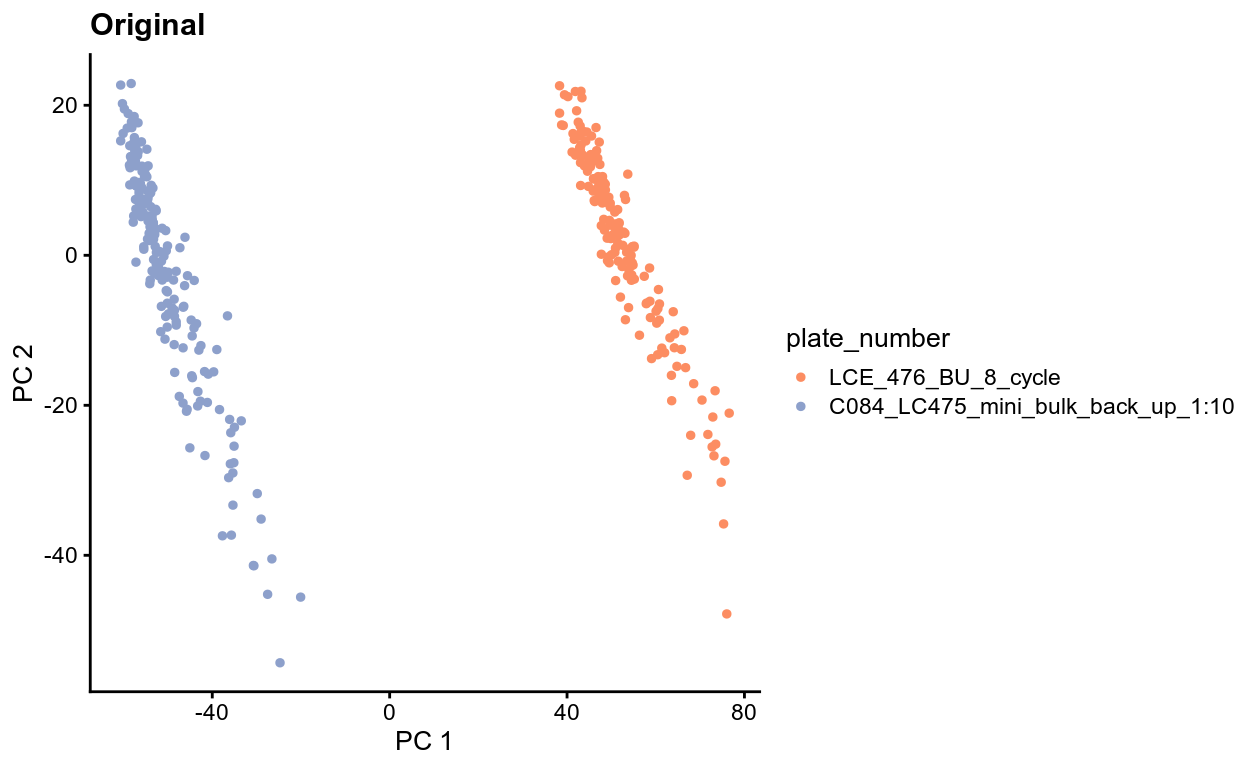 Original
20
0
-20
-40
PC 2
-40
0
40
80
PC 1
plate_number
LCE_476_BU_8_cycle
C084_LC475_mini_bulk_back_up_1:10